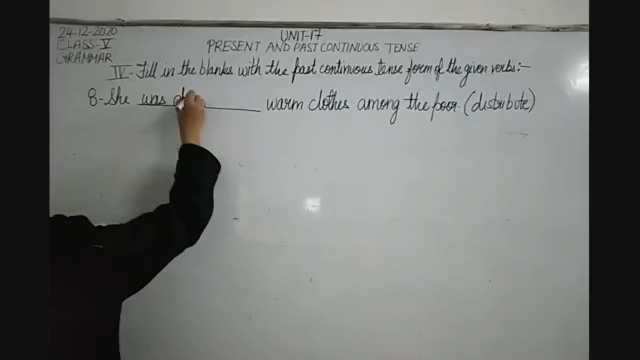 24-12-2020
CLASS-V
GRAMMAR
UNIT-17
PRESENT AND PAST CONTINUOUS TENSE
IV- Fill in the blanks with the past continuous tense form of the given verbs:-
8- She was d warm clothes among the poor. (distribute)